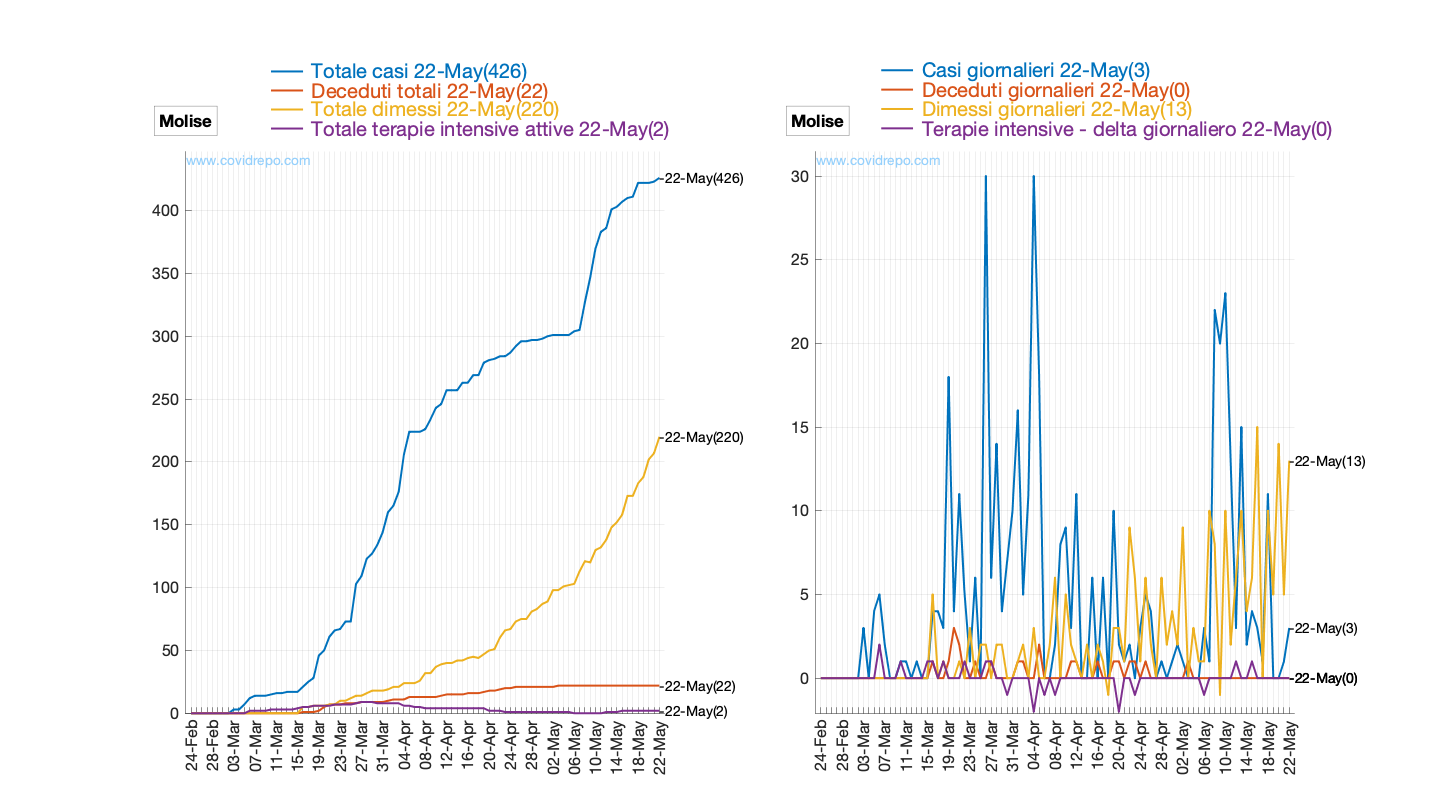 Totale casi 22-May(426)
Deceduti totali 22-May(22)
Totale dimessi 22-May(220)
Totale terapie intensive attive 22-May(2)
Molise
www.covidrepo.com
400
350
300
250
200
150
100
50
0
22-May(426)
22-May(220)
22-May(22)
22-May(2)
24-Feb
28-Feb
03-Mar
07-Mar
11-Mar
15-Mar
19-Mar
23-Mar
27-Mar
31-Mar
04-Apr
08-Apr
12-Apr
16-Apr
20-Apr
24-Apr
28-Apr
02-May
06-May
10-May
14-May
18-May
22-May
Casi giornalieri 22-May(3)
Deceduti giornalieri 22-May(0)
Dimessi giornalieri 22-May(13)
Terapie intensive - delta giornaliero 22-May(0)
Molise
www.covidrepo.com
30
25
20
15
10
5
0
22-May(13)
22-May(3)
22-May(0)
24-Feb
28-Feb
03-Mar
07-Mar
11-Mar
15-Mar
19-Mar
23-Mar
27-Mar
31-Mar
04-Apr
08-Apr
12-Apr
16-Apr
20-Apr
24-Apr
28-Apr
02-May
06-May
10-May
14-May
18-May
22-May